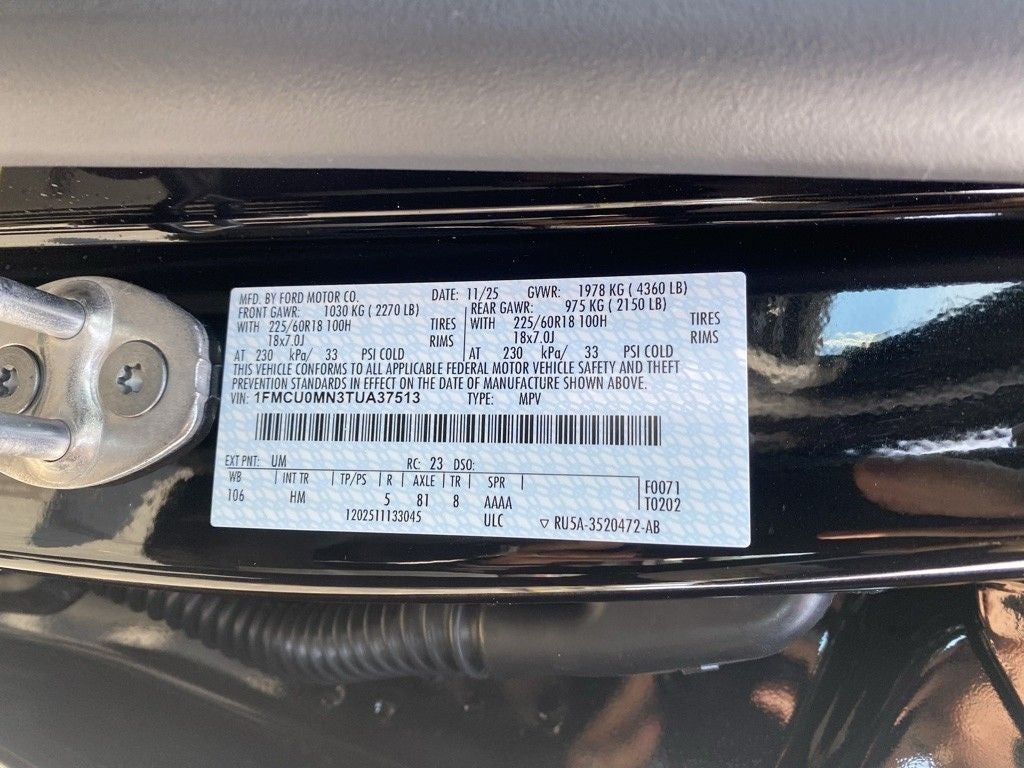 MFD. BY FORD MOTOR CO. DATE: 11/25 GVWR: 1978 KG ( 4360 LB)
FRONT GAWR: 1030 KG ( 2270 LB) REAR GAWR: 975 KG ( 2150 LB)
WITH 225/60R18 100H TIRES WITH 225/60R18 100H TIRES
18x7.0J RIMS 18x7.0J RIMS
AT 230 kPa/ 33 PSI COLD AT 230 kPa/ 33 PSI COLD
THIS VEHICLE CONFORMS TO ALL APPLICABLE FEDERAL MOTOR VEHICLE SAFETY AND THEFT
PREVENTION STANDARDS IN EFFECT ON THE DATE OF MANUFACTURE SHOWN ABOVE.
VIN: 1FMCU0MN3TUA37513 TYPE: MPV
EXT PNT: UM RC: 23 DSO:
WB INT TR TP/PS R AXLE TR SPR
106 HM 5 81 8 AAAA
F0071
T0202
1202511133045 ULC ▽ RU5A-3520472-AB